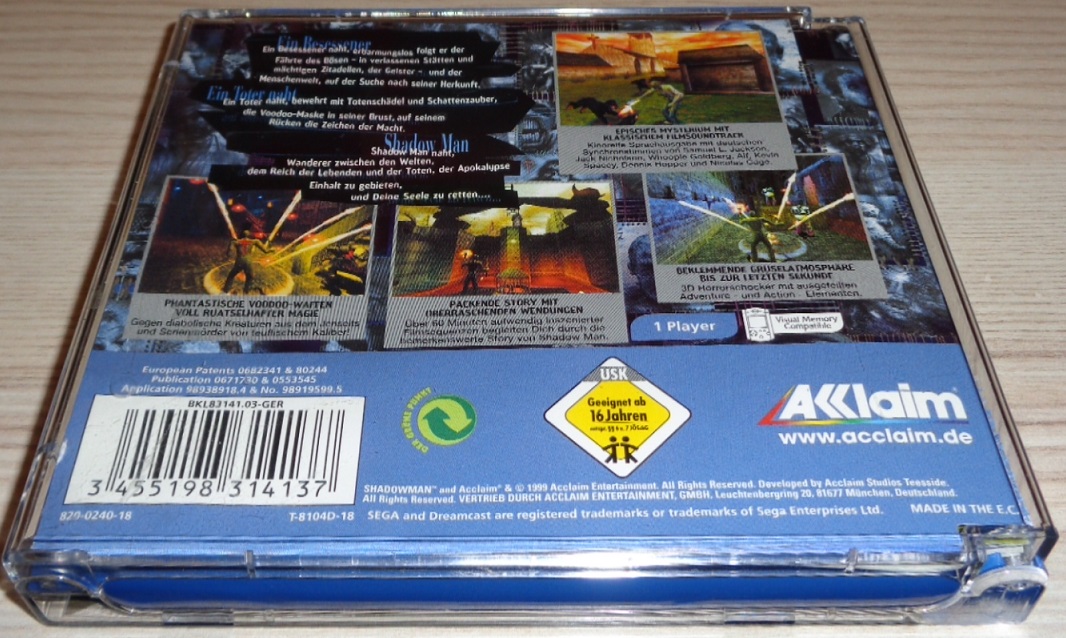 Ein Besessener
Ein Besessener naht, erbarmungslos folgt er der
Fährte des Bösen - in verlassenen Stätten und
mächtigen Zitadellen, der Geister - und der
Menschenwelt, auf der Suche nach seiner Herkunft.
Ein Toter naht
Ein Toter naht, bewehrt mit Totenschädel und Schattenzauber,
die Voodoo-Maske in seiner Brust, auf seinem
Rücken die Zeichen der Macht.
Shadow Man
Shadow Man naht,
Wanderer zwischen den Welten,
dem Reich der Lebenden und der Toten, der Apokalypse
Einhalt zu gebieten,
und Deine Seele zu retten....
EPISCHES MYSTERIUM MIT
KLASSISCHEM FILMSOUNDTRACK
Kinoreife Sprachausgabe mit deutschen
Synchronstimmen von Samuel L. Jackson,
Jack Nicholson, Whoopie Goldberg, Alf, Kevin
Spacey, Dennis Hopper und Nicolas Cage.
PHANTASTISCHE VOODOO-WAFFEN
VOLL RUATSELHAFTER MAGIE
Gegen diabolische Kreaturen aus dem Jenseits
und Serienmörder von teuflischem Kaliber!
PACKENDE STORY MIT
UBERRASCHENDEN WENDUNGEN
Über 60 Minuten aufwendig inszenierter
Filmsequenzen begleiten Dich durch die
bemerkenswerte Story von Shadow Man.
BEKLEMMENDE GRUSELATMOSPHARE
BIS ZUR LETZTEN SEKUNDE
3D Horrorschocker mit ausgefeilten
Adventure - und Action - Elementen.
1 Player
Visual Memory
Compatible
European Patents 0682341 & 80244
Publication 0671730 & 0553545
Application 98938918.4 & No. 98919599.5
BKL83141.03-GER
3 455198 314137
DER GRÜNE PUNKT
USK
Geeignet ab
16 Jahren
AKKlaim
www.acclaim.de
SHADOWMAN™ and Acclaim ® & © 1999 Acclaim Entertainment. All Rights Reserved. Developed by Acclaim Studios Teesside.
All Rights Reserved. VERTRIEB DURCH ACCLAIM ENTERTAINMENT, GMBH. Leuchtenbergring 20, 81677 München, Deutschland.
829-0240-18
T-8104D-18
SEGA and Dreamcast are registered trademarks or trademarks of Sega Enterprises Ltd.
MADE IN THE E.C.